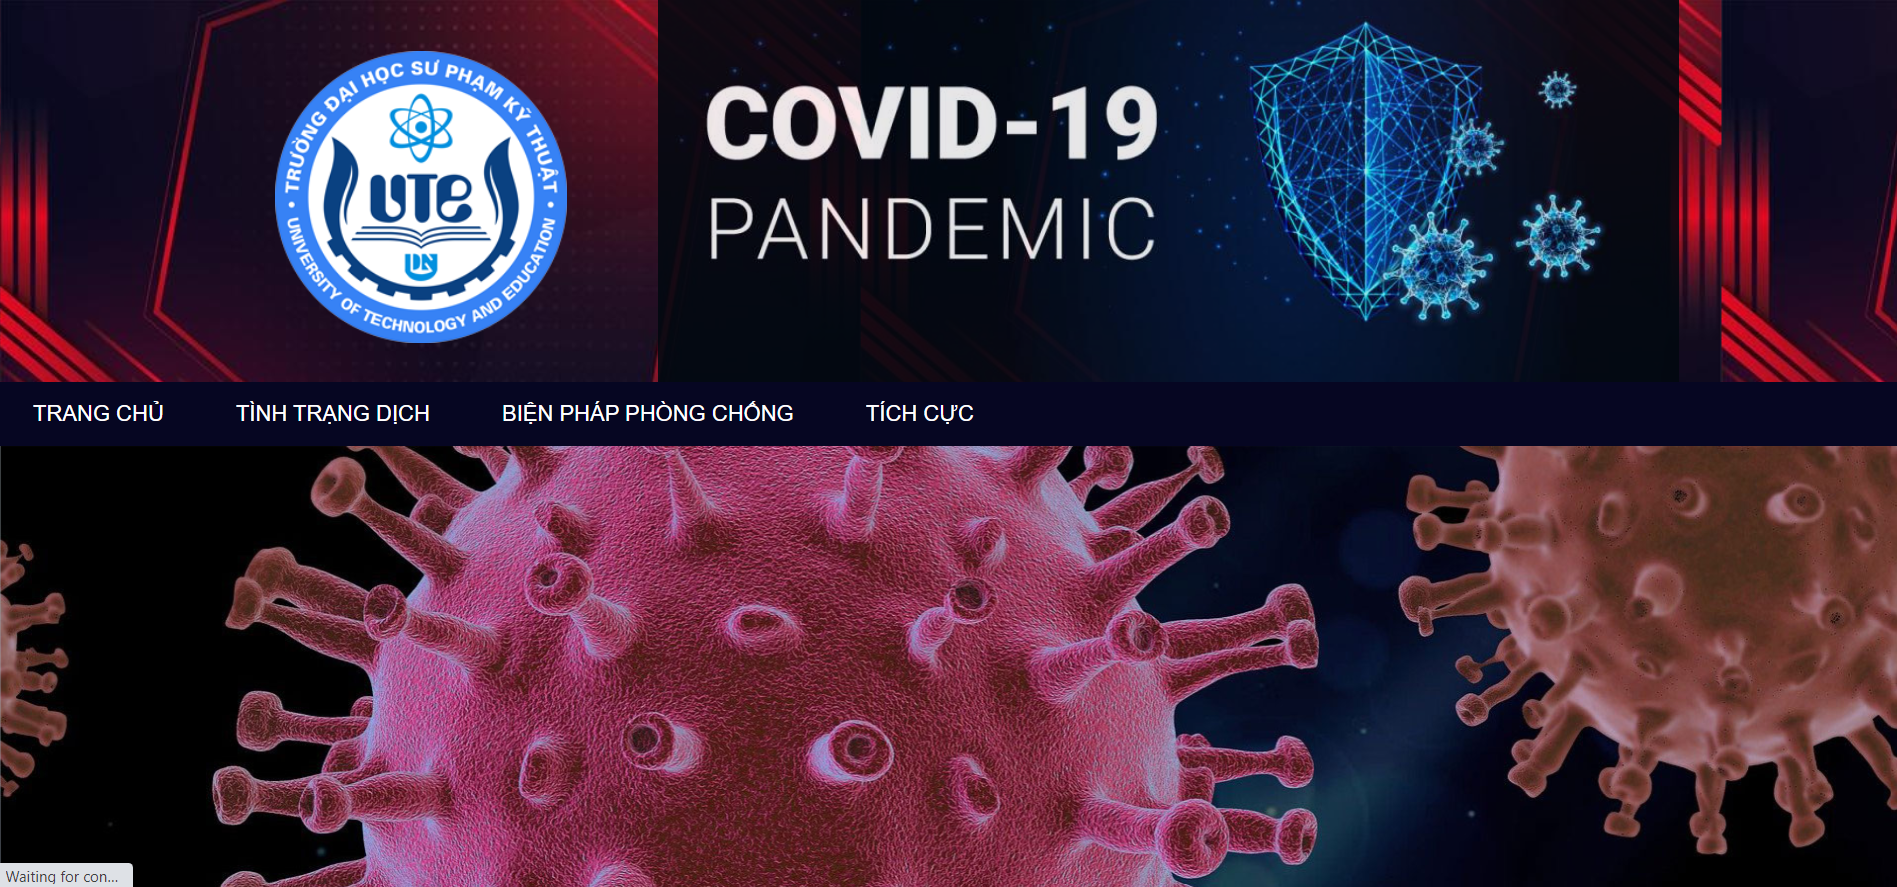 TRƯỜNG ĐẠI HỌC SƯ PHẠM KỸ THUẬT
UTE
UDN
UNIVERSITY OF TECHNOLOGY AND EDUCATION
COVID-19
PANDEMIC
TRANG CHỦ TÌNH TRẠNG DỊCH BIỆN PHÁP PHÒNG CHỐNG TÍCH CỰC
Waiting for con...